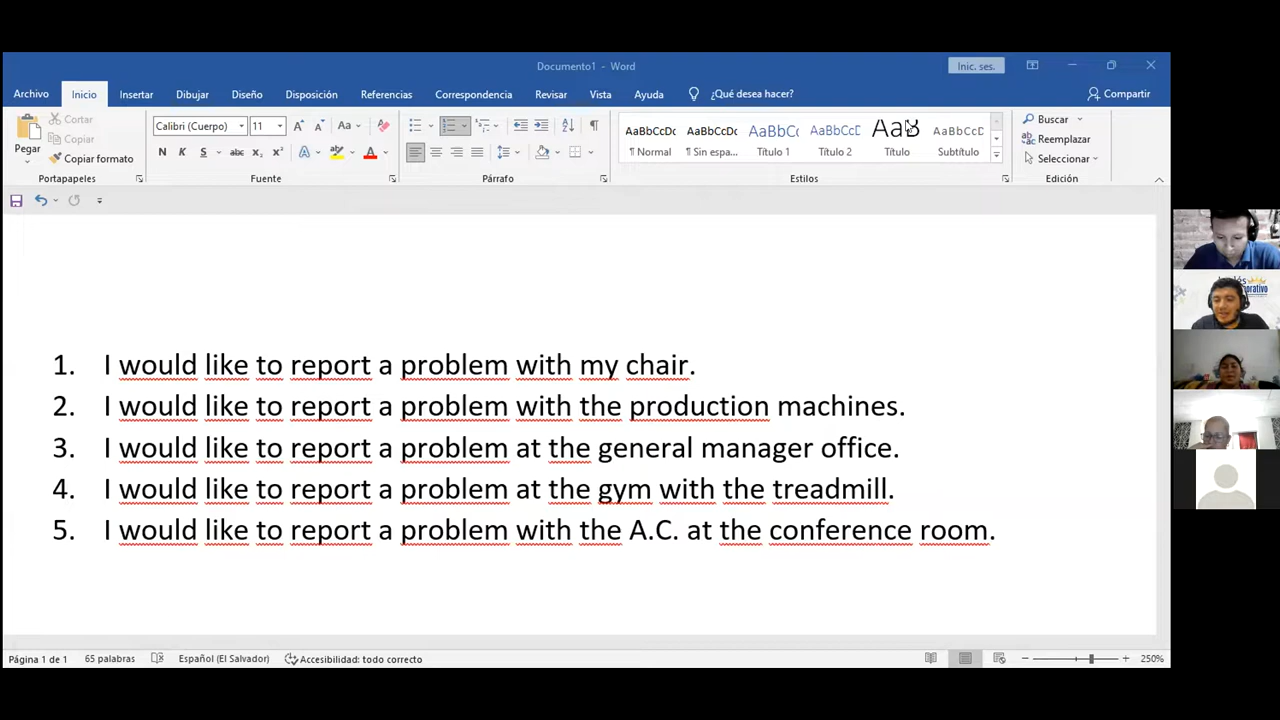 Documento1 - Word
Inic. ses.
Archivo Inicio Insertar Dibujar Diseño Disposición Referencias Correspondencia Revisar Vista Ayuda ¿Qué desea hacer? Compartir
Pegar
Cortar
Copiar
Copiar formato
Portapapeles
Calibri (Cuerpo) 11
N K S abc x₂ x²
Fuente
Párrafo
AaBbCcDc AaBbCcDc AaBbCc AaBbCcD AaB AaBbCcD
¶ Normal ¶ Sin espa... Título 1 Título 2 Título Subtítulo
Estilos
Buscar
Reemplazar
Seleccionar
Edición
1. I would like to report a problem with my chair.
2. I would like to report a problem with the production machines.
3. I would like to report a problem at the general manager office.
4. I would like to report a problem at the gym with the treadmill.
5. I would like to report a problem with the A.C. at the conference room.
Página 1 de 1 65 palabras Español (El Salvador) Accesibilidad: todo correcto 250%